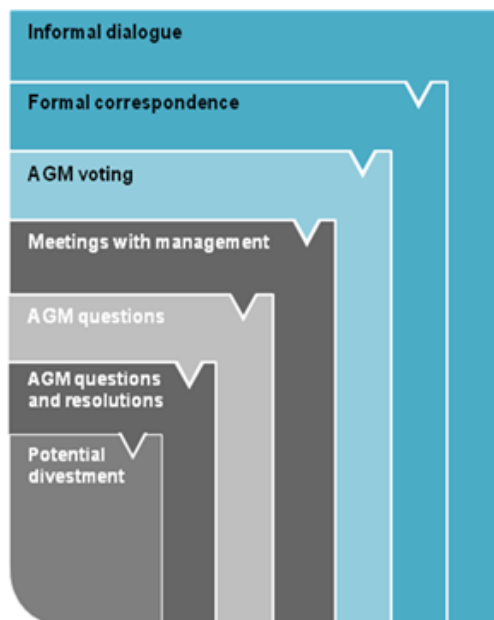 Informal dialogue
Formal correspondence
AGM voting
Meetings with management
AGM questions
AGM questions
and resolutions
Potential
divestment